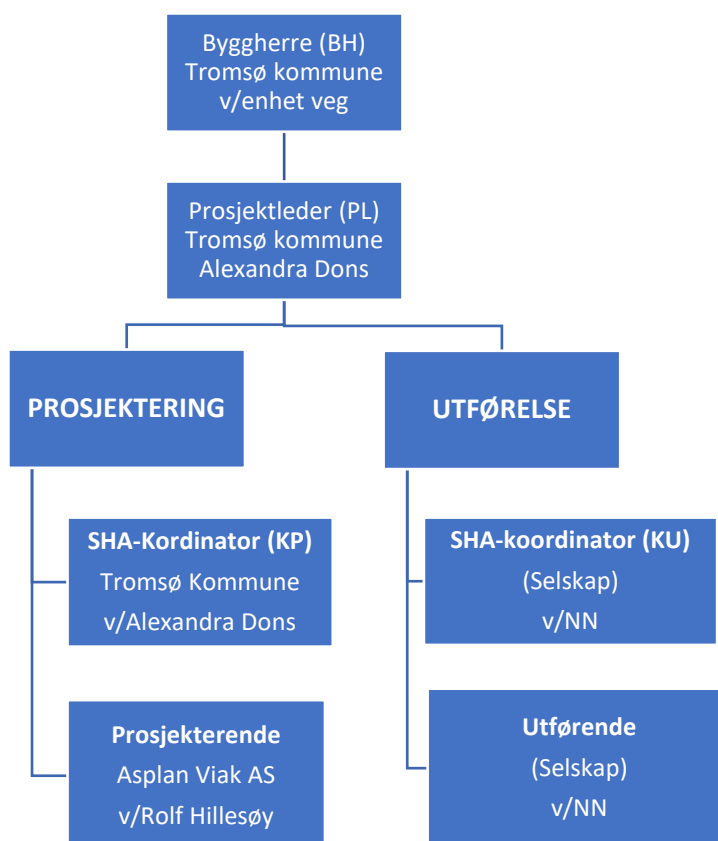 Byggherre (BH)
Tromsø kommune
v/enhet veg
Prosjektleder (PL)
Tromsø kommune
Alexandra Dons
PROSJEKTERING
UTFØRELSE
SHA-Kordinator (KP)
Tromsø Kommune
v/Alexandra Dons
SHA-koordinator (KU)
(Selskap)
v/NN
Prosjekterende
Asplan Viak AS
v/Rolf Hillesøy
Utførende
(Selskap)
v/NN